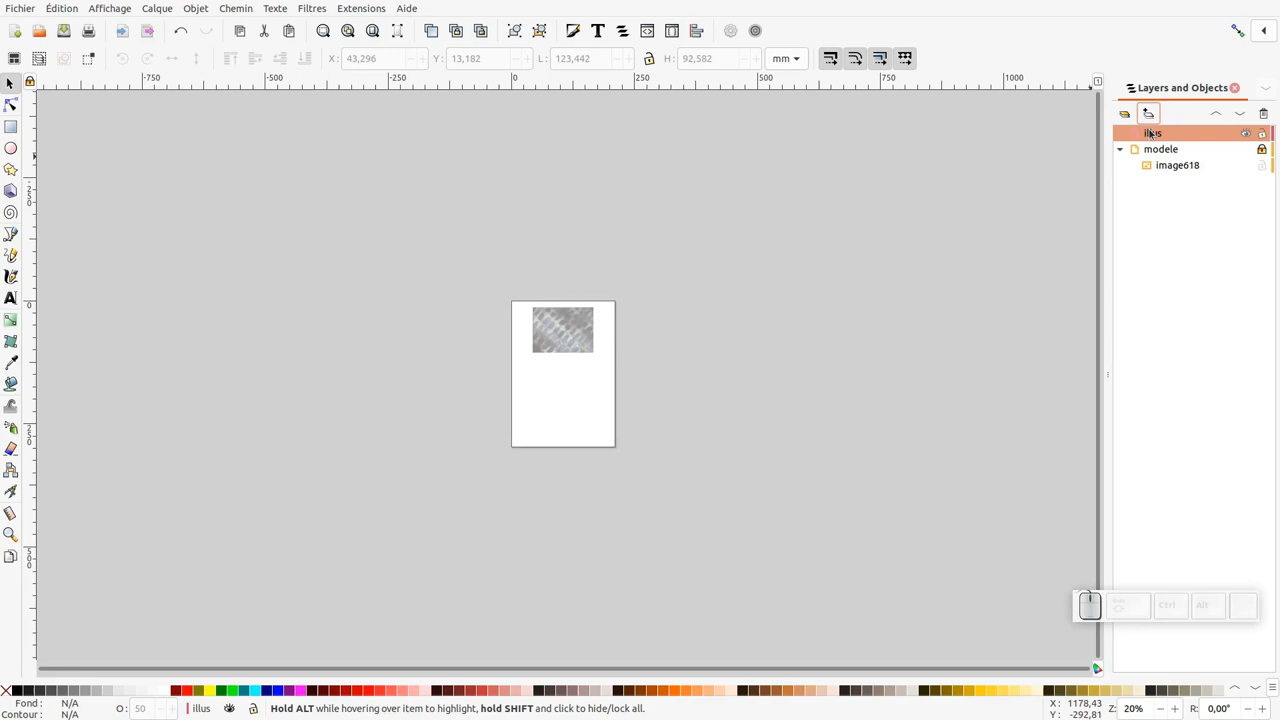 Fichier Édition Affichage Calque Objet Chemin Texte Filtres Extensions Aide
X: 43,296 Y: 13,182 L: 123,442 H: 92,582 mm
-750 -500 -250 0 250 500 750 1000
Layers and Objects
illus
modele
image618
Ctrl Alt
Fond : N/A
Contour : N/A
O: 50
illus
Hold ALT while hovering over item to highlight, hold SHIFT and click to hide/lock all.
X : 1178,43
Y : -292,81
Z: 20%
R: 0,00°